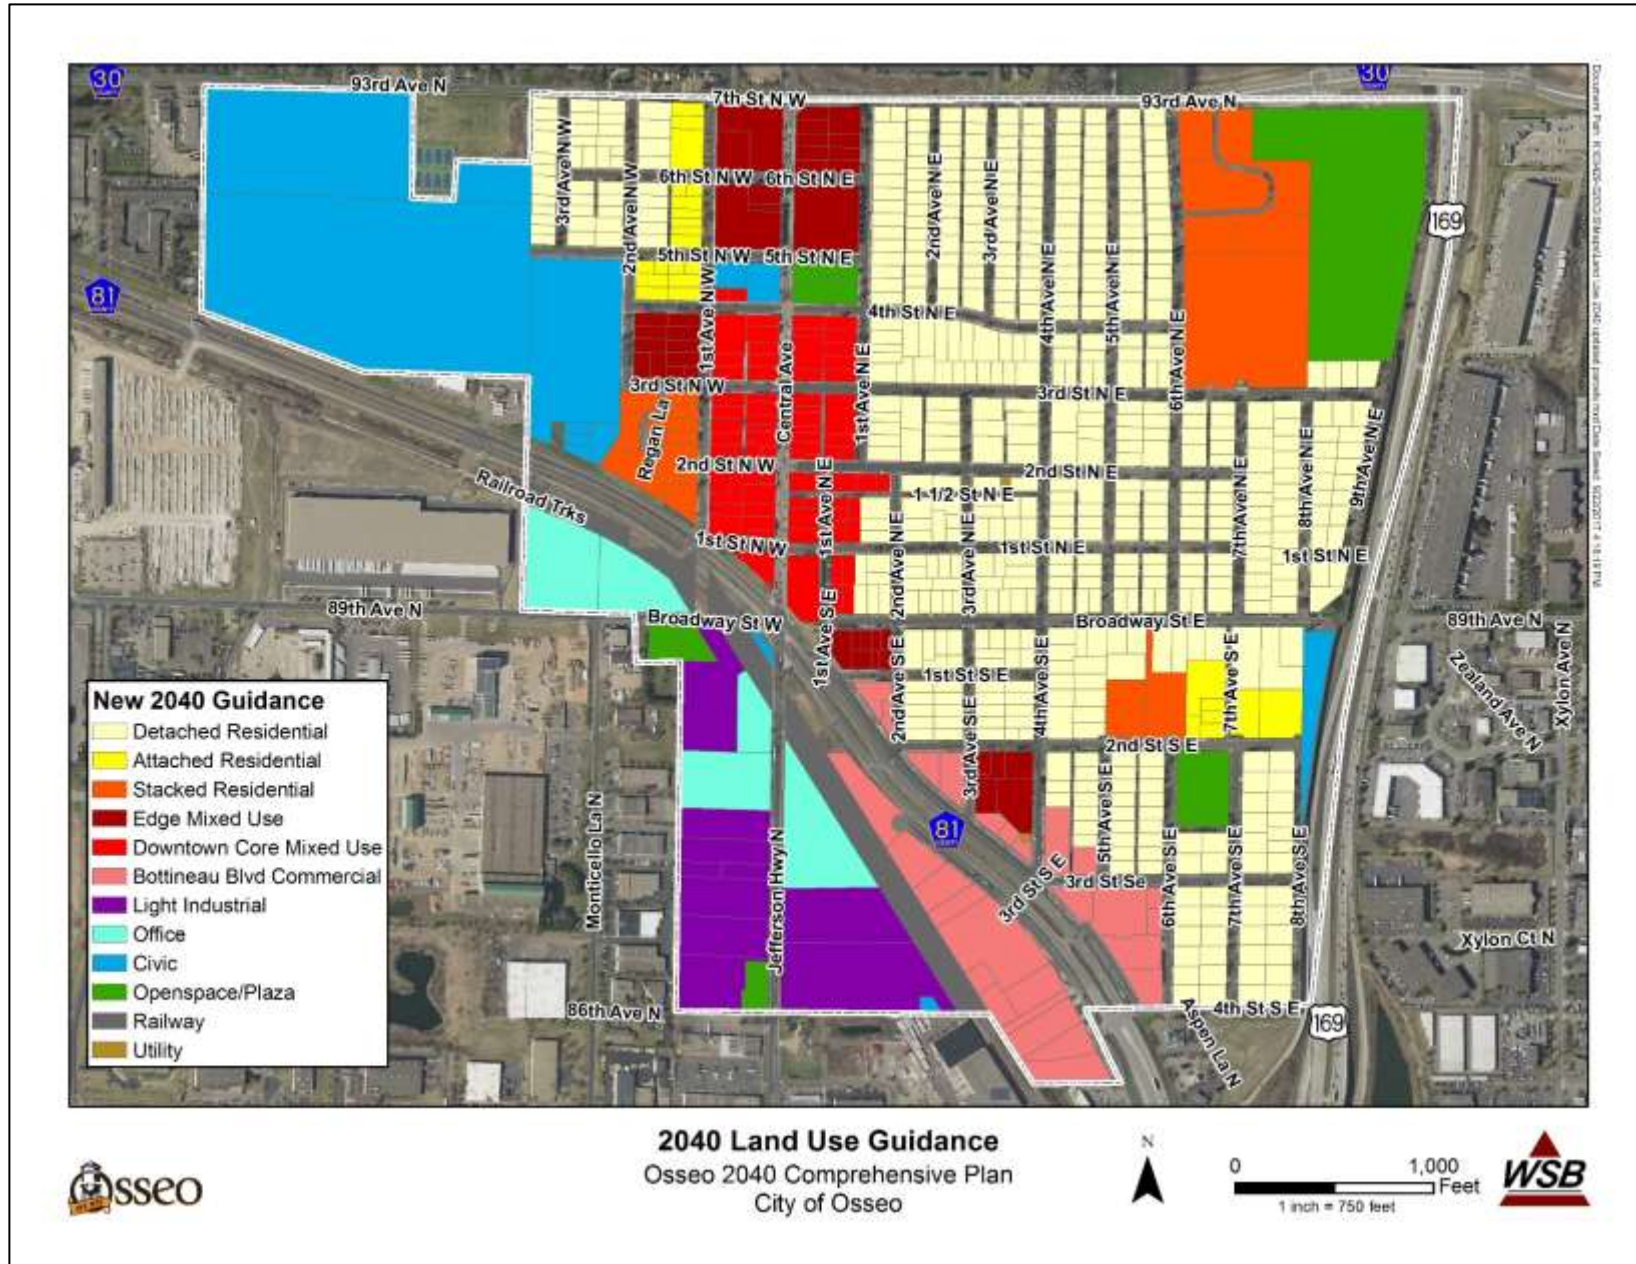 30
93rd Ave N
7th St N W
93rd Ave N
30
3rd Ave N W
2nd Ave N W
6th St N W
6th St N E
2nd Ave N E
3rd Ave N E
4th Ave N E
5th Ave N E
6th Ave N E
169
5th St N W
5th St N E
81
1st Ave N W
4th St N E
Central Ave
1st Ave N E
3rd St N W
3rd St N E
Regan La
2nd St N W
2nd St N E
7th Ave N E
8th Ave N E
9th Ave N E
Railroad Trks
1 1/2 St N E
1st Ave N E
2nd Ave N E
3rd Ave N E
1st St N W
1st St N E
1st St N E
89th Ave N
Broadway St W
Broadway St E
89th Ave N
1st Ave S E
2nd Ave S E
1st St S E
3rd Ave S E
4th Ave S E
7th Ave S E
Zealand Ave N
Xylon Ave N
2nd St S E
5th Ave S E
81
Monticello La N
Jefferson Hwy N
3rd St S E
3rd St Se
6th Ave S E
7th Ave S E
8th Ave S E
Xylon Ct N
86th Ave N
Aspen La N
4th St S E
169
New 2040 Guidance
Detached Residential
Attached Residential
Stacked Residential
Edge Mixed Use
Downtown Core Mixed Use
Bottineau Blvd Commercial
Light Industrial
Office
Civic
Openspace/Plaza
Railway
Utility
Osseo
2040 Land Use Guidance
Osseo 2040 Comprehensive Plan
City of Osseo
N
0 1,000
Feet
1 inch = 750 feet
WSB